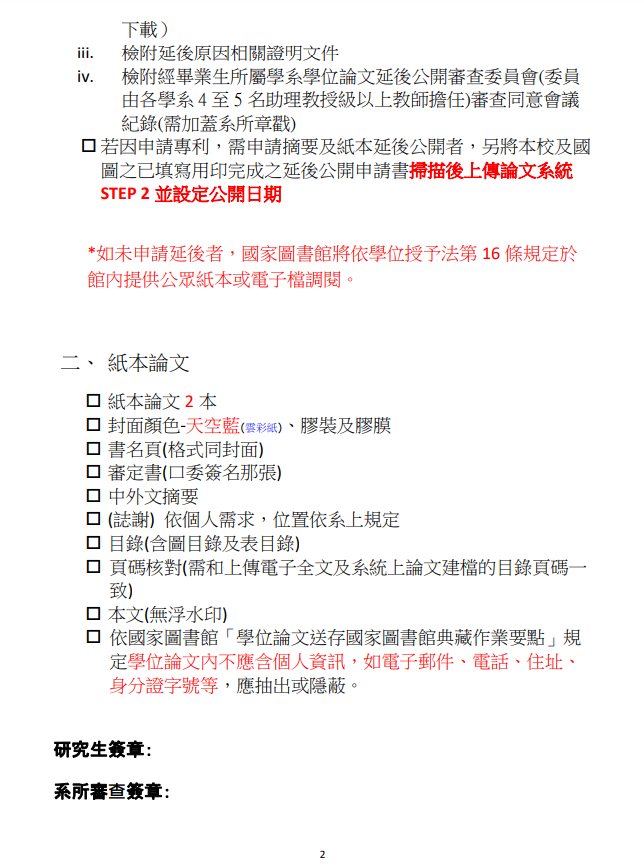 下載）
iii. 檢附延後原因相關證明文件
iv. 檢附經畢業生所屬學系學位論文延後公開審查委員會(委員
由各學系 4 至 5 名助理教授級以上教師擔任)審查同意會議
紀錄(需加蓋系所章戳)
□ 若因申請專利，需申請摘要及紙本延後公開者，另將本校及國
圖之已填寫用印完成之延後公開申請書掃描後上傳論文系統
STEP 2 並設定公開日期
*如未申請延後者，國家圖書館將依學位授予法第 16 條規定於
館內提供公眾紙本或電子檔調閱。
二、 紙本論文
□ 紙本論文 2 本
□ 封面顏色-天空藍(雲彩紙)、膠裝及膠膜
□ 書名頁(格式同封面)
□ 審定書(口委簽名那張)
□ 中外文摘要
□ (誌謝) 依個人需求，位置依系上規定
□ 目錄(含圖目錄及表目錄)
□ 頁碼核對(需和上傳電子全文及系統上論文建檔的目錄頁碼一
致)
□ 本文(無浮水印)
□ 依國家圖書館「學位論文送存國家圖書館典藏作業要點」規
定學位論文內不應含個人資訊，如電子郵件、電話、住址、
身分證字號等，應抽出或隱蔽。
研究生簽章：
系所審查簽章：
2